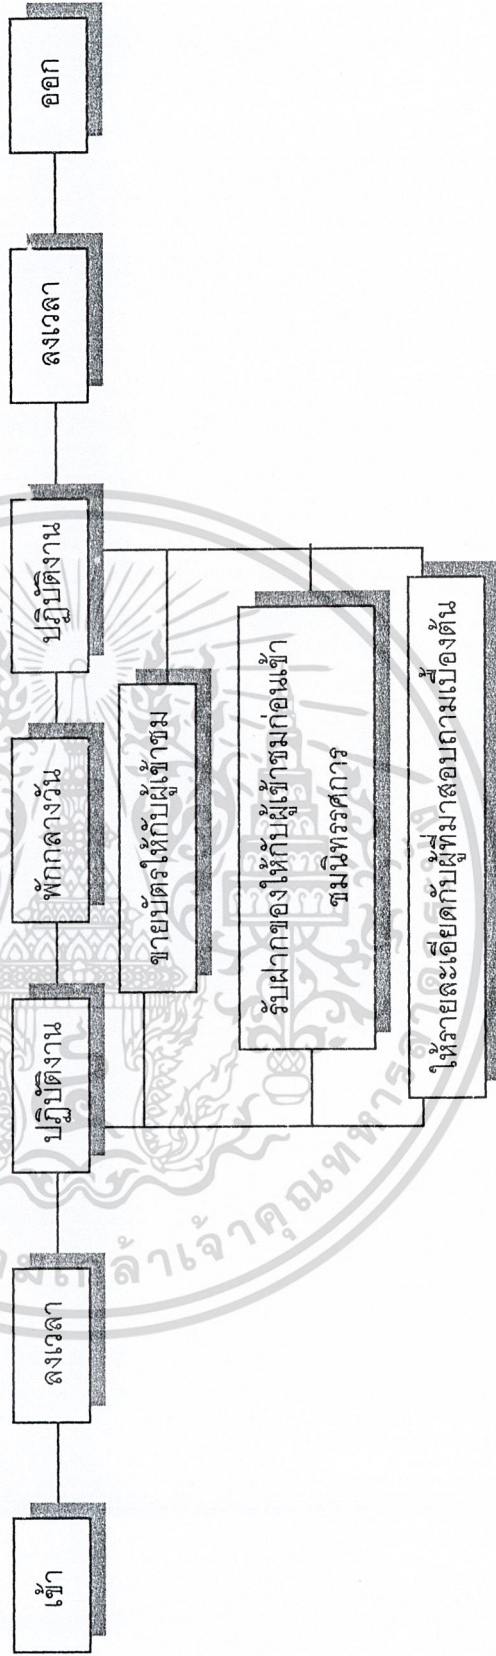 เข้า
ลงเวลา
ปฏิบัติงาน
พักกลางวัน
ปฏิบัติงาน
ลงเวลา
ออก
ขายบัตรให้กับผู้เข้าชม
รับฝากของให้กับผู้เข้าชมก่อนเข้า
ชมนิทรรศการ
ให้รายละเอียดกับผู้ที่มาสอบถามเบื้องต้น